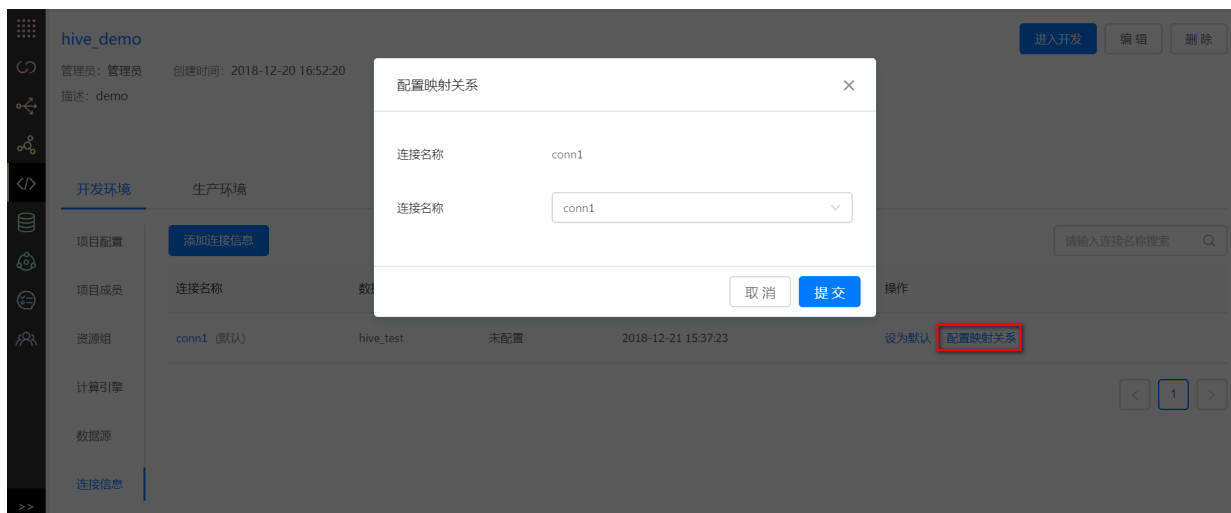 hive_demo
进入开发 编 辑 删 除
管理员：管理员 创建时间：2018-12-20 16:52:20
描述：demo
配置映射关系
连接名称 conn1
连接名称 conn1
取 消 提 交
开发环境 生产环境
项目配置
项目成员
资源组
计算引擎
数据源
连接信息
添加连接信息 请输入连接名称搜索
连接名称 数据 操作
conn1 (默认) hive_test 未配置 2018-12-21 15:37:23 设为默认 配置映射关系
< 1 >
>>